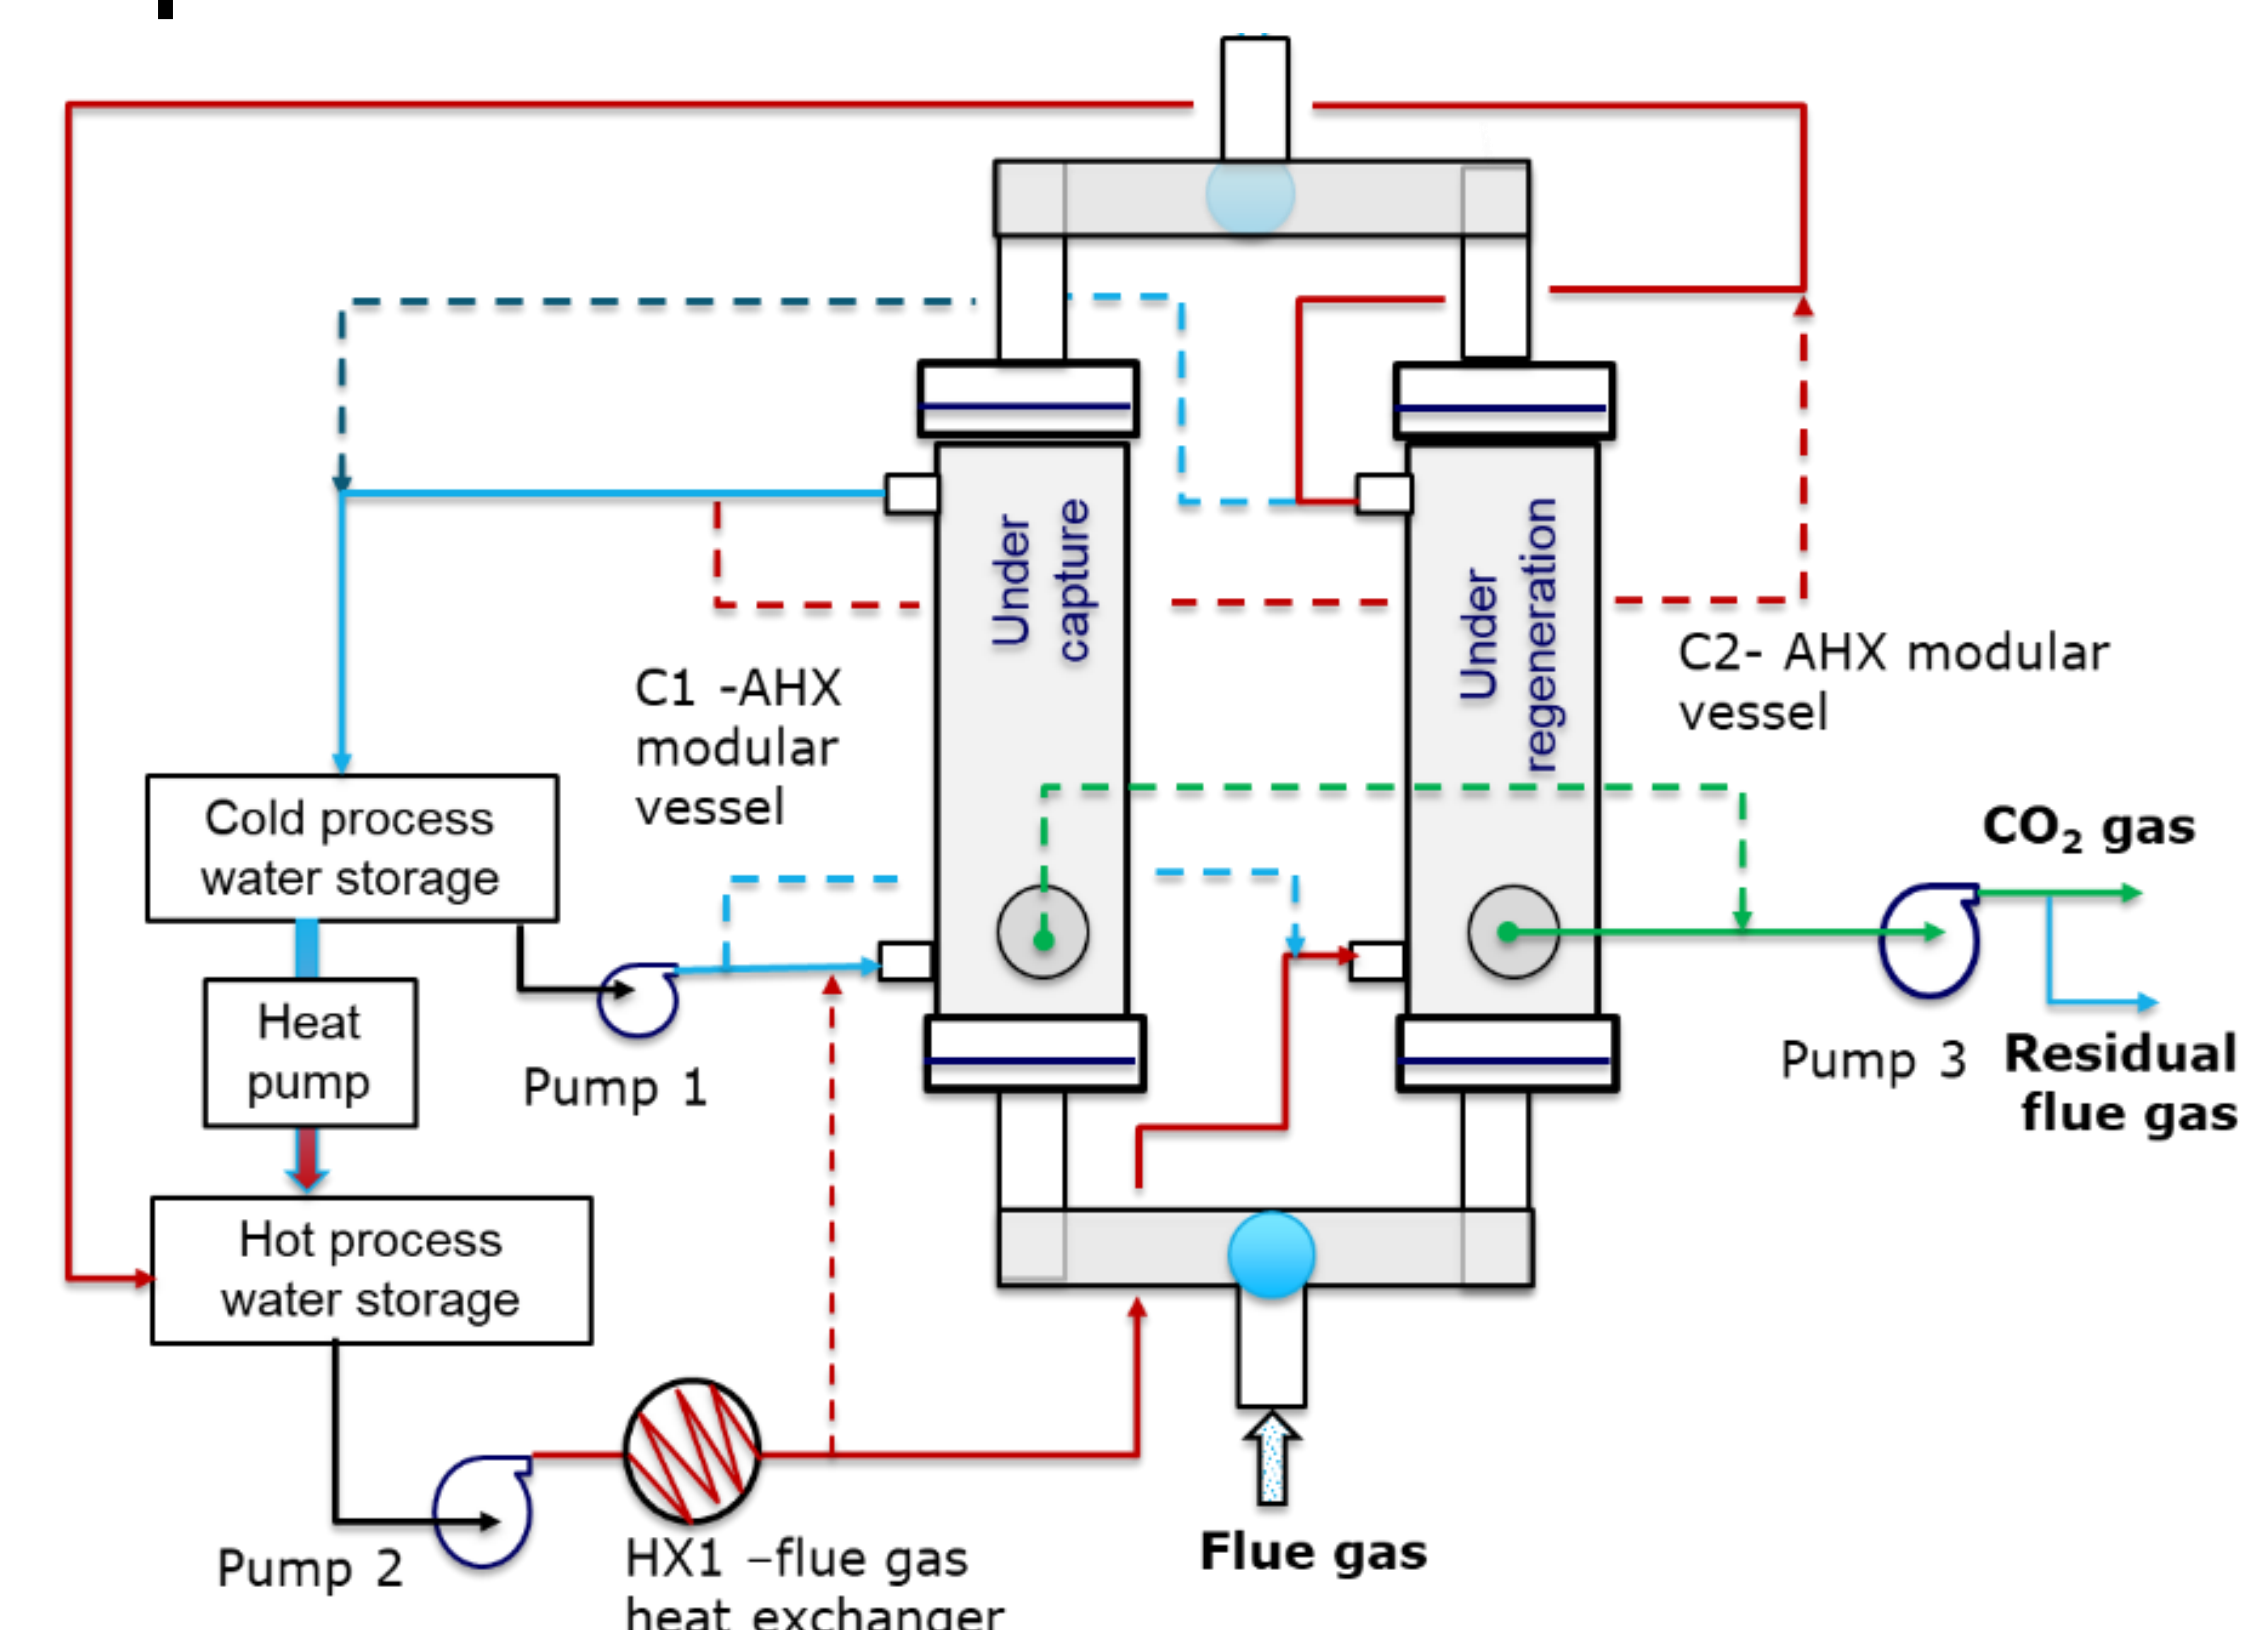 Under
capture
Under
regeneration
C1 -AHX
modular
vessel
C2- AHX modular
vessel
Cold process
water storage
CO₂ gas
Heat
pump
Pump 1
Pump 3
Residual
flue gas
Hot process
water storage
Pump 2
HX1 –flue gas
heat exchanger
Flue gas